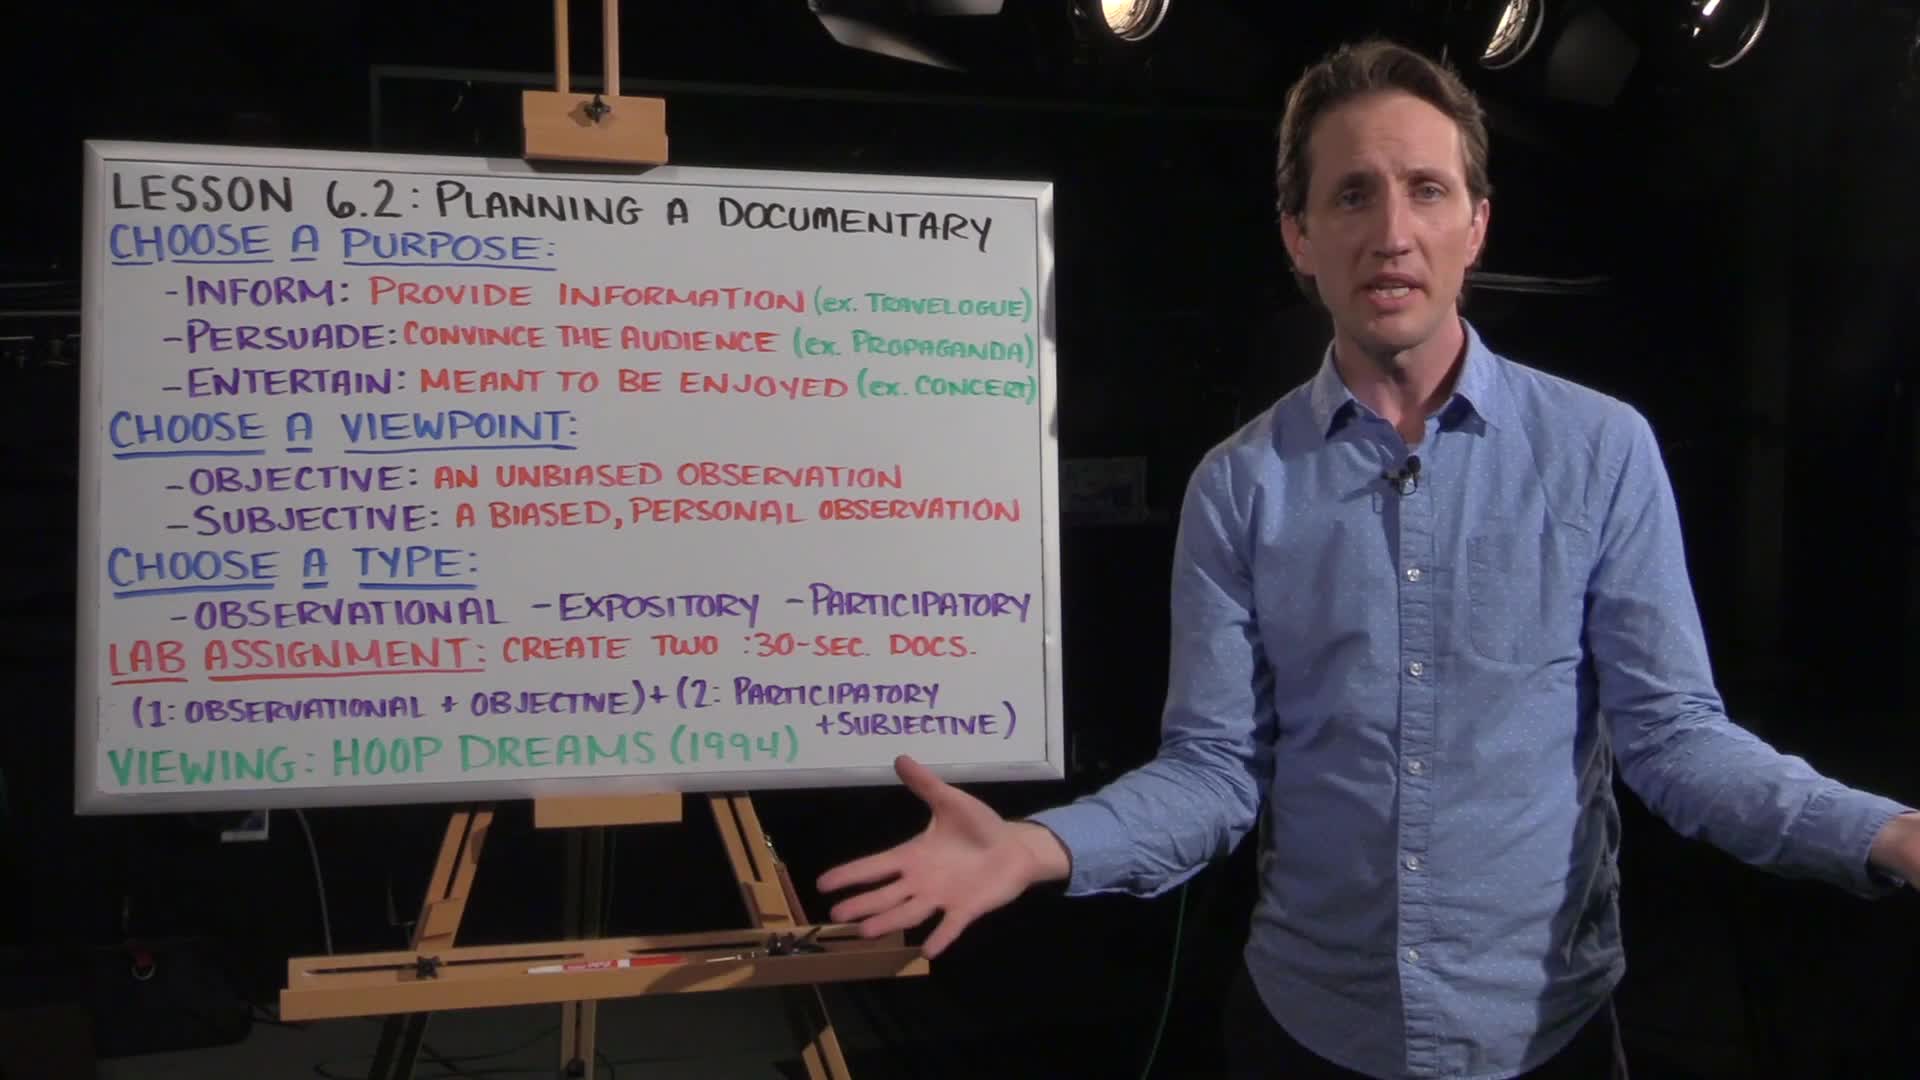 LESSON 6.2: PLANNING A DOCUMENTARY
CHOOSE A PURPOSE:
-INFORM: PROVIDE INFORMATION (ex. TRAVELOGUE)
-PERSUADE: CONVINCE THE AUDIENCE (ex. PROPAGANDA)
-ENTERTAIN: MEANT TO BE ENJOYED (ex. CONCERT)
CHOOSE A VIEWPOINT:
-OBJECTIVE: AN UNBIASED OBSERVATION
-SUBJECTIVE: A BIASED, PERSONAL OBSERVATION
CHOOSE A TYPE:
-OBSERVATIONAL -EXPOSITORY -PARTICIPATORY
LAB ASSIGNMENT: CREATE TWO :30-SEC. DOCS.
(1: OBSERVATIONAL + OBJECTIVE) + (2: PARTICIPATORY
+SUBJECTIVE)
VIEWING: HOOP DREAMS (1994)